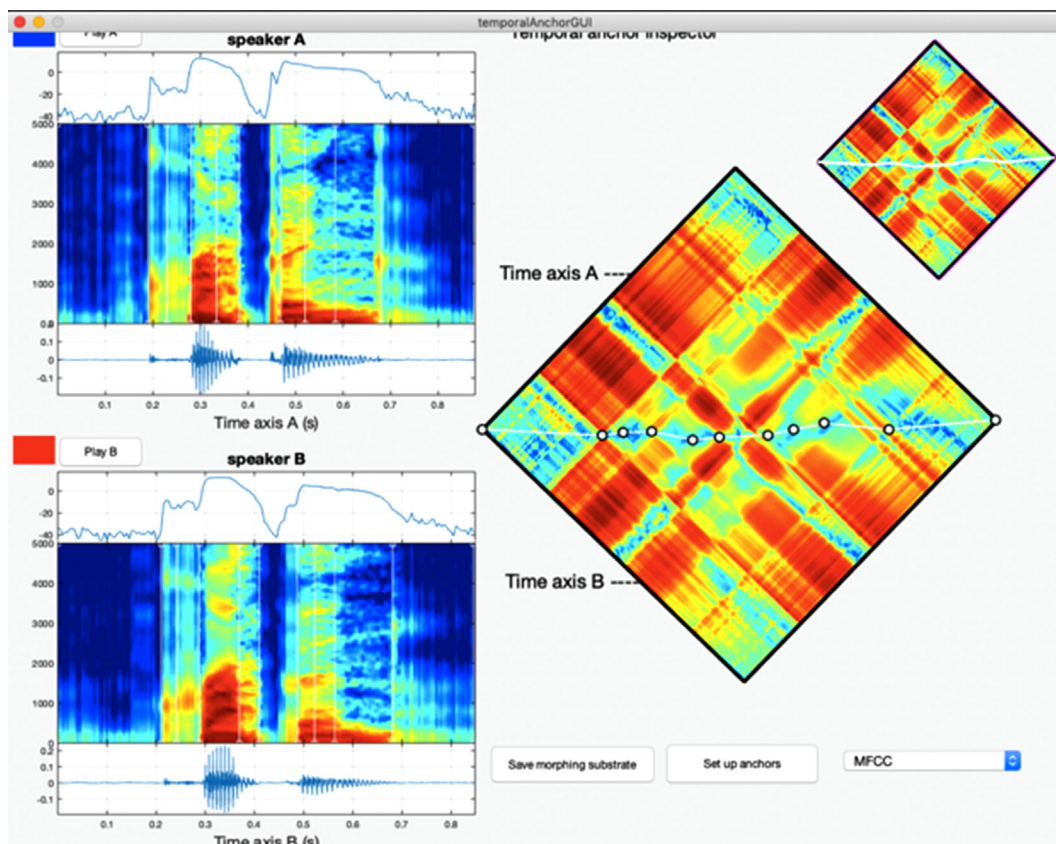 temporalAnchorGUI
Play A
speaker A
Temporal anchor inspector
0
-20
-40
5000
4000
3000
2000
1000
0.1
0
-0.1
0.1 0.2 0.3 0.4 0.5 0.6 0.7 0.8
Time axis A (s)
Time axis A
Play B
speaker B
0
-20
-40
5000
4000
3000
2000
1000
0
0.2
0.1
0
-0.1
0.1 0.2 0.3 0.4 0.5 0.6 0.7 0.8
Time axis B (s)
Time axis B
Save morphing substrate
Set up anchors
MFCC